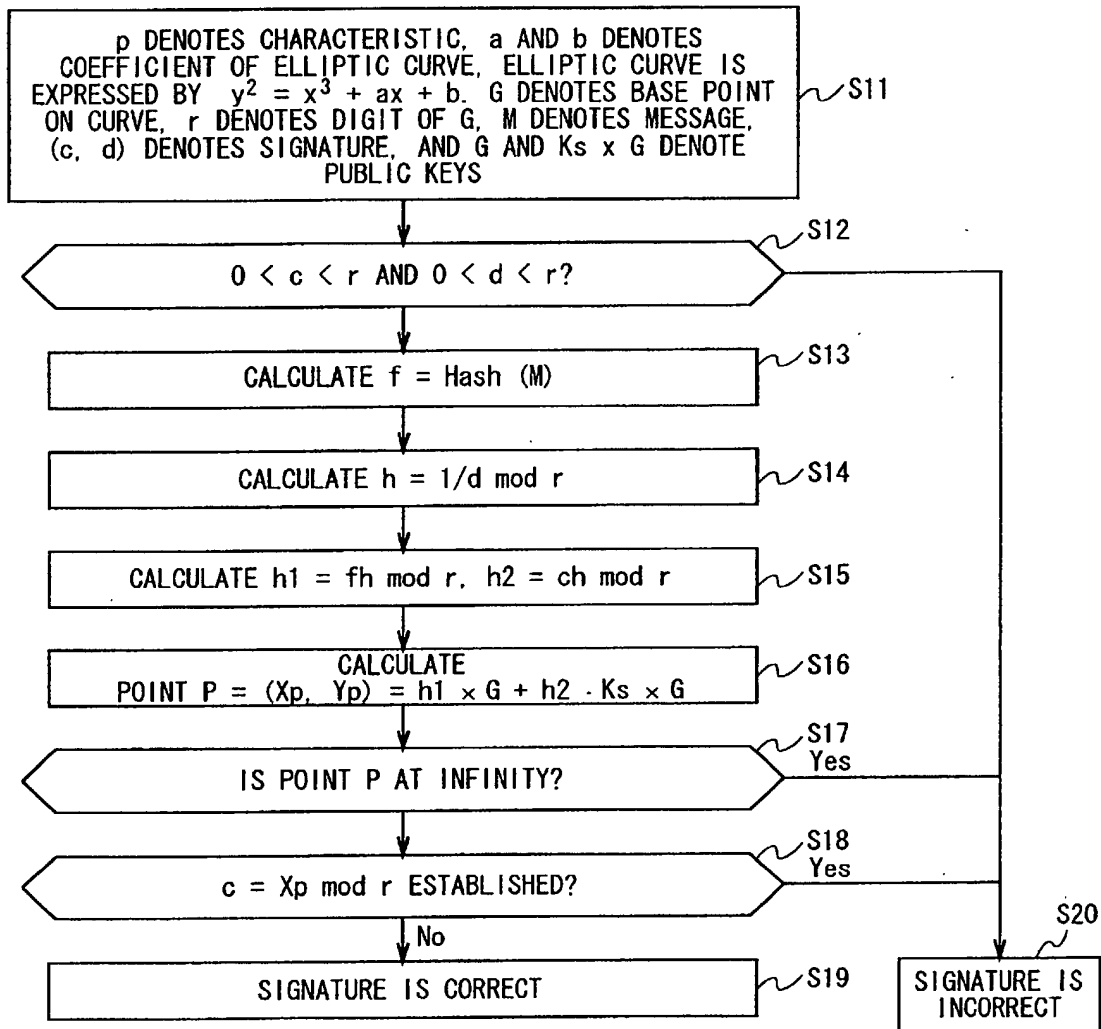 p DENOTES CHARACTERISTIC, a AND b DENOTES
COEFFICIENT OF ELLIPTIC CURVE, ELLIPTIC CURVE IS
EXPRESSED BY y² = x³ + ax + b. G DENOTES BASE POINT
ON CURVE, r DENOTES DIGIT OF G, M DENOTES MESSAGE,
(c, d) DENOTES SIGNATURE, AND G AND Ks x G DENOTE
PUBLIC KEYS
S11
S12
0 < c < r AND 0 < d < r?
S13
CALCULATE f = Hash (M)
S14
CALCULATE h = 1/d mod r
S15
CALCULATE h1 = fh mod r, h2 = ch mod r
S16
CALCULATE
POINT P = (Xp, Yp) = h1 × G + h2 · Ks × G
S17
IS POINT P AT INFINITY?
Yes
S18
c = Xp mod r ESTABLISHED?
Yes
No
S19
SIGNATURE IS CORRECT
S20
SIGNATURE IS
INCORRECT